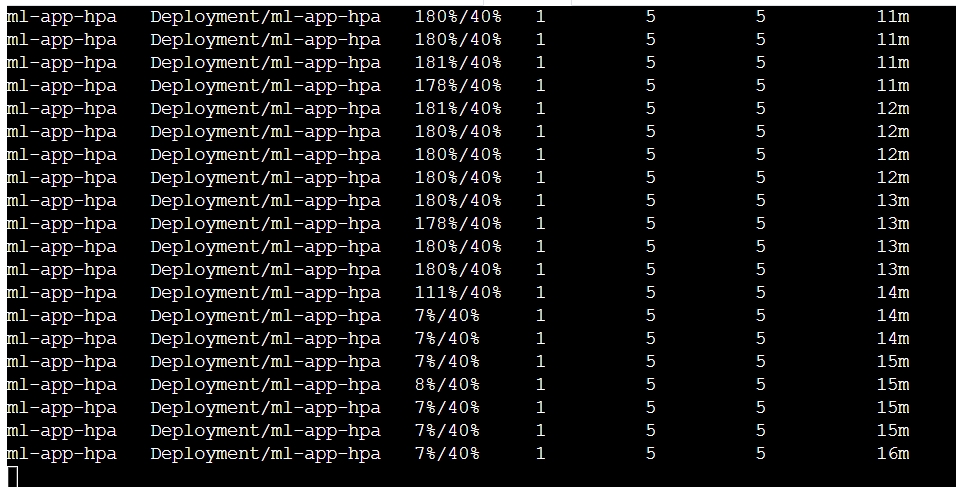 ml-app-hpa Deployment/ml-app-hpa 180%/40% 1 5 5 11m
ml-app-hpa Deployment/ml-app-hpa 180%/40% 1 5 5 11m
ml-app-hpa Deployment/ml-app-hpa 181%/40% 1 5 5 11m
ml-app-hpa Deployment/ml-app-hpa 178%/40% 1 5 5 11m
ml-app-hpa Deployment/ml-app-hpa 181%/40% 1 5 5 12m
ml-app-hpa Deployment/ml-app-hpa 180%/40% 1 5 5 12m
ml-app-hpa Deployment/ml-app-hpa 180%/40% 1 5 5 12m
ml-app-hpa Deployment/ml-app-hpa 180%/40% 1 5 5 12m
ml-app-hpa Deployment/ml-app-hpa 180%/40% 1 5 5 13m
ml-app-hpa Deployment/ml-app-hpa 178%/40% 1 5 5 13m
ml-app-hpa Deployment/ml-app-hpa 180%/40% 1 5 5 13m
ml-app-hpa Deployment/ml-app-hpa 180%/40% 1 5 5 13m
ml-app-hpa Deployment/ml-app-hpa 111%/40% 1 5 5 14m
ml-app-hpa Deployment/ml-app-hpa 7%/40% 1 5 5 14m
ml-app-hpa Deployment/ml-app-hpa 7%/40% 1 5 5 14m
ml-app-hpa Deployment/ml-app-hpa 7%/40% 1 5 5 15m
ml-app-hpa Deployment/ml-app-hpa 8%/40% 1 5 5 15m
ml-app-hpa Deployment/ml-app-hpa 7%/40% 1 5 5 15m
ml-app-hpa Deployment/ml-app-hpa 7%/40% 1 5 5 15m
ml-app-hpa Deployment/ml-app-hpa 7%/40% 1 5 5 16m